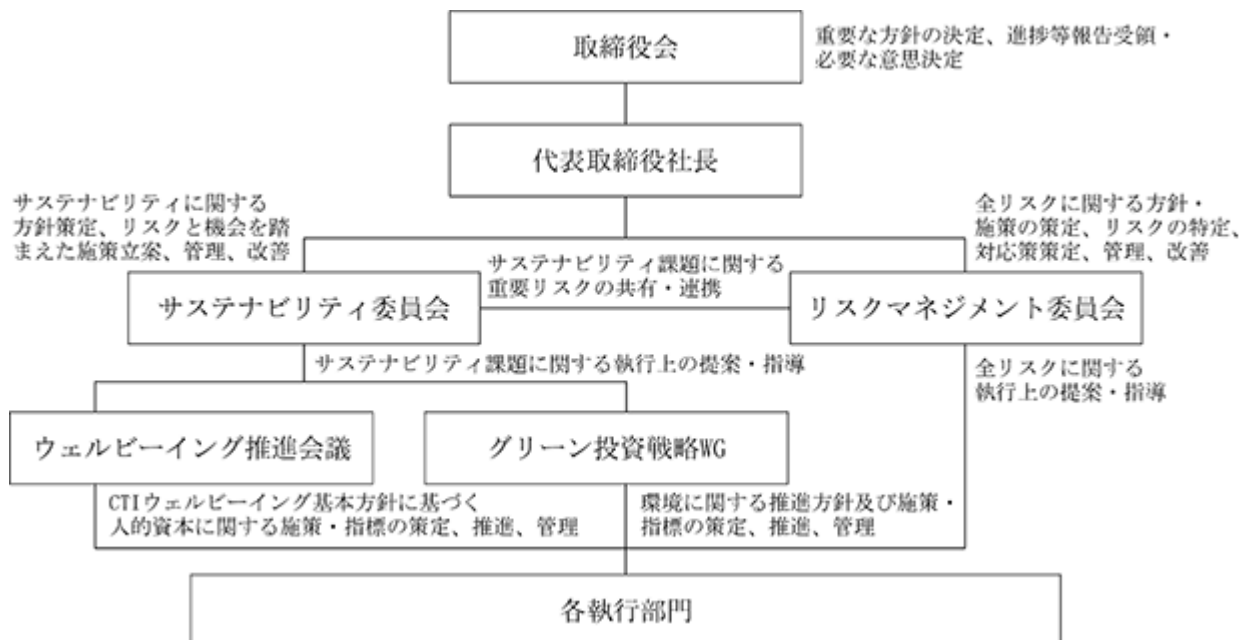 取締役会
重要な方針の決定、進捗等報告受領・
必要な意思決定
代表取締役社長
サステナビリティに関する
方針策定、リスクと機会を踏
まえた施策立案、管理、改善
全リスクに関する方針・
施策の策定、リスクの特定、
対応策策定、管理、改善
サステナビリティ課題に関する
重要リスクの共有・連携
サステナビリティ委員会
リスクマネジメント委員会
サステナビリティ課題に関する執行上の提案・指導
全リスクに関する
執行上の提案・指導
ウェルビーイング推進会議
グリーン投資戦略WG
CTIウェルビーイング基本方針に基づく
人的資本に関する施策・指標の策定、推進、管理
環境に関する推進方針及び施策・
指標の策定、推進、管理
各執行部門